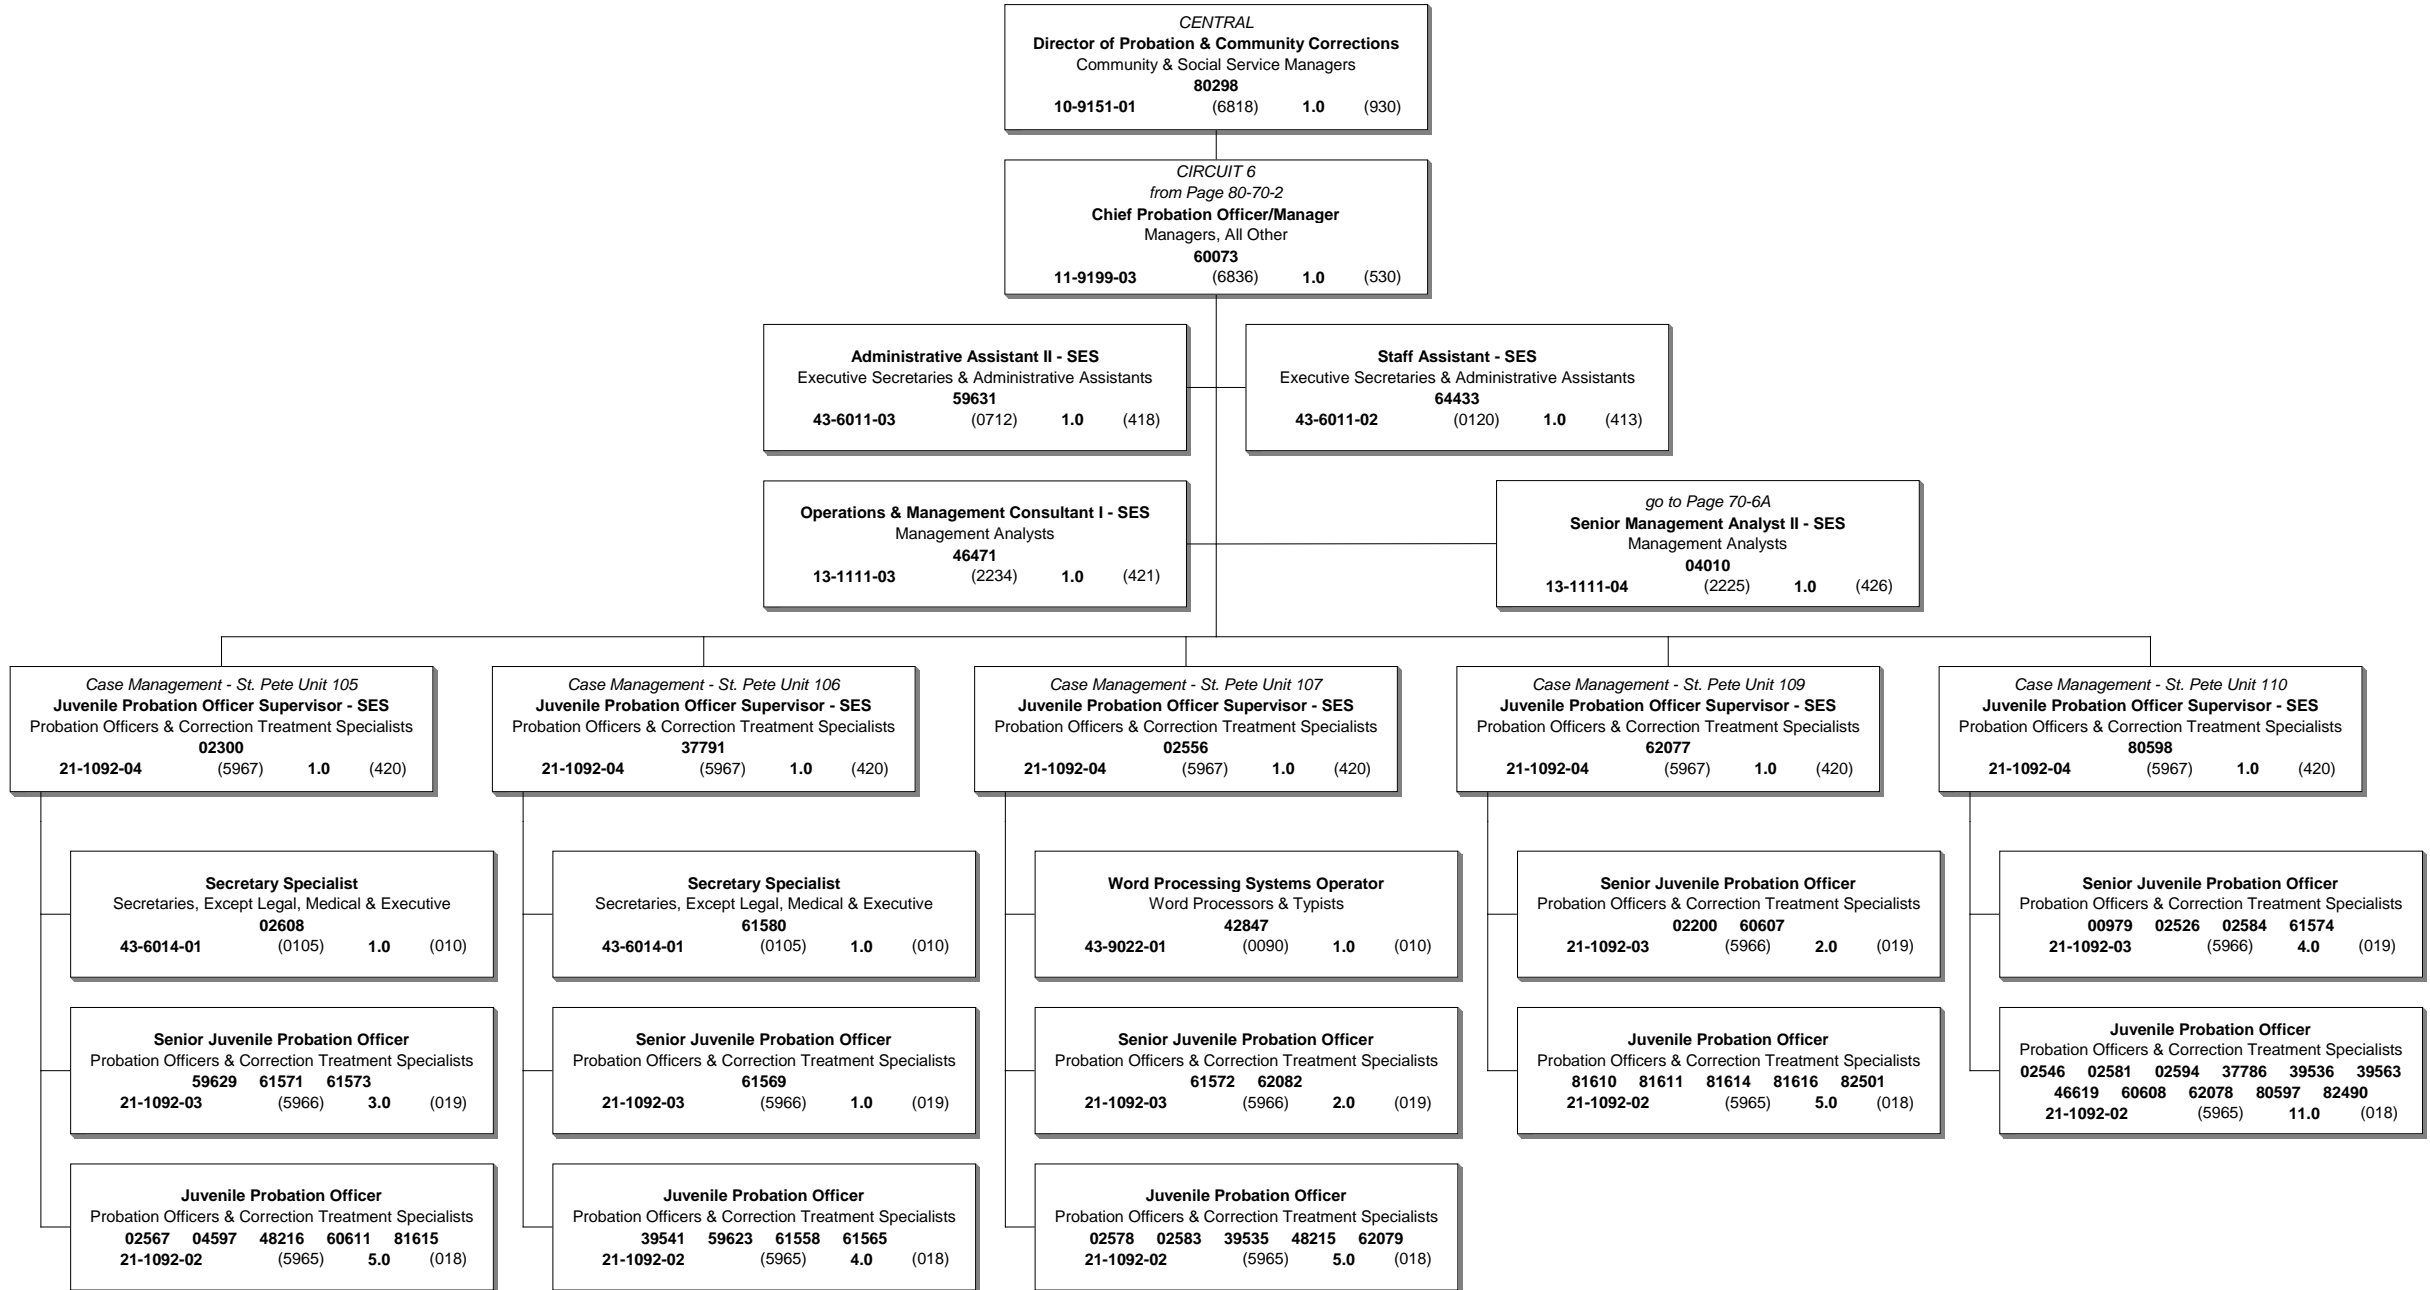 CENTRAL
Director of Probation & Community Corrections
Community & Social Service Managers
80298
10-9151-01 (6818) 1.0 (930)
CIRCUIT 6
from Page 80-70-2
Chief Probation Officer/Manager
Managers, All Other
60073
11-9199-03 (6836) 1.0 (530)
Administrative Assistant II - SES
Executive Secretaries & Administrative Assistants
59631
43-6011-03 (0712) 1.0 (418)
Staff Assistant - SES
Executive Secretaries & Administrative Assistants
64433
43-6011-02 (0120) 1.0 (413)
Operations & Management Consultant I - SES
Management Analysts
46471
13-1111-03 (2234) 1.0 (421)
go to Page 70-6A
Senior Management Analyst II - SES
Management Analysts
04010
13-1111-04 (2225) 1.0 (426)
Case Management - St. Pete Unit 105
Juvenile Probation Officer Supervisor - SES
Probation Officers & Correction Treatment Specialists
02300
21-1092-04 (5967) 1.0 (420)
Secretary Specialist
Secretaries, Except Legal, Medical & Executive
02608
43-6014-01 (0105) 1.0 (010)
Senior Juvenile Probation Officer
Probation Officers & Correction Treatment Specialists
59629 61571 61573
21-1092-03 (5966) 3.0 (019)
Juvenile Probation Officer
Probation Officers & Correction Treatment Specialists
02567 04597 48216 60611 81615
21-1092-02 (5965) 5.0 (018)
Case Management - St. Pete Unit 106
Juvenile Probation Officer Supervisor - SES
Probation Officers & Correction Treatment Specialists
37791
21-1092-04 (5967) 1.0 (420)
Secretary Specialist
Secretaries, Except Legal, Medical & Executive
61580
43-6014-01 (0105) 1.0 (010)
Senior Juvenile Probation Officer
Probation Officers & Correction Treatment Specialists
61569
21-1092-03 (5966) 1.0 (019)
Juvenile Probation Officer
Probation Officers & Correction Treatment Specialists
39541 59623 61558 61565
21-1092-02 (5965) 4.0 (018)
Case Management - St. Pete Unit 107
Juvenile Probation Officer Supervisor - SES
Probation Officers & Correction Treatment Specialists
02556
21-1092-04 (5967) 1.0 (420)
Word Processing Systems Operator
Word Processors & Typists
42847
43-9022-01 (0090) 1.0 (010)
Senior Juvenile Probation Officer
Probation Officers & Correction Treatment Specialists
61572 62082
21-1092-03 (5966) 2.0 (019)
Juvenile Probation Officer
Probation Officers & Correction Treatment Specialists
02578 02583 39535 48215 62079
21-1092-02 (5965) 5.0 (018)
Case Management - St. Pete Unit 109
Juvenile Probation Officer Supervisor - SES
Probation Officers & Correction Treatment Specialists
62077
21-1092-04 (5967) 1.0 (420)
Senior Juvenile Probation Officer
Probation Officers & Correction Treatment Specialists
02200 60607
21-1092-03 (5966) 2.0 (019)
Juvenile Probation Officer
Probation Officers & Correction Treatment Specialists
81610 81611 81614 81616 82501
21-1092-02 (5965) 5.0 (018)
Case Management - St. Pete Unit 110
Juvenile Probation Officer Supervisor - SES
Probation Officers & Correction Treatment Specialists
80598
21-1092-04 (5967) 1.0 (420)
Senior Juvenile Probation Officer
Probation Officers & Correction Treatment Specialists
00979 02526 02584 61574
21-1092-03 (5966) 4.0 (019)
Juvenile Probation Officer
Probation Officers & Correction Treatment Specialists
02546 02581 02594 37786 39536 39563
46619 60608 62078 80597 82490
21-1092-02 (5965) 11.0 (018)